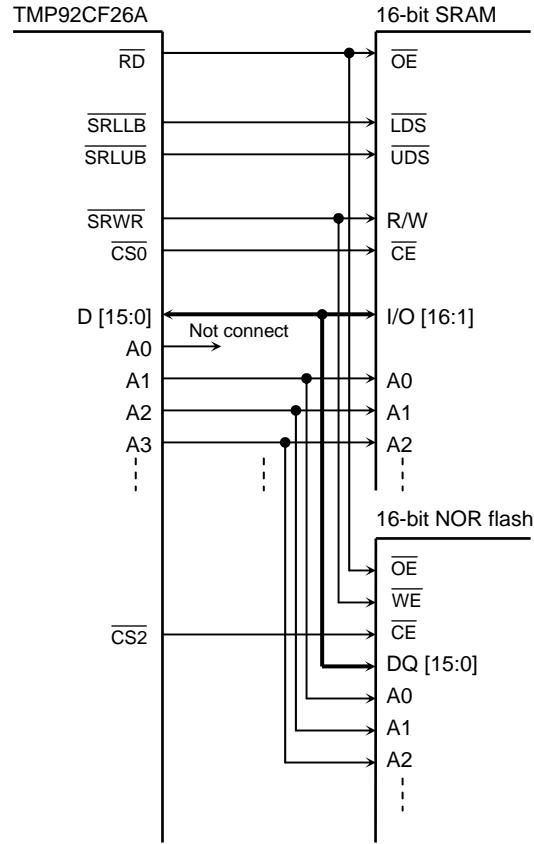 TMP92CF26A 16-bit SRAM
RD OE
SRLLB LDS
SRLUB UDS
SRWR R/W
CS0 CE
D [15:0] I/O [16:1]
Not connect
A0
A1 A0
A2 A1
A3 A2
16-bit NOR flash
OE
WE
CS2 CE
DQ [15:0]
A0
A1
A2